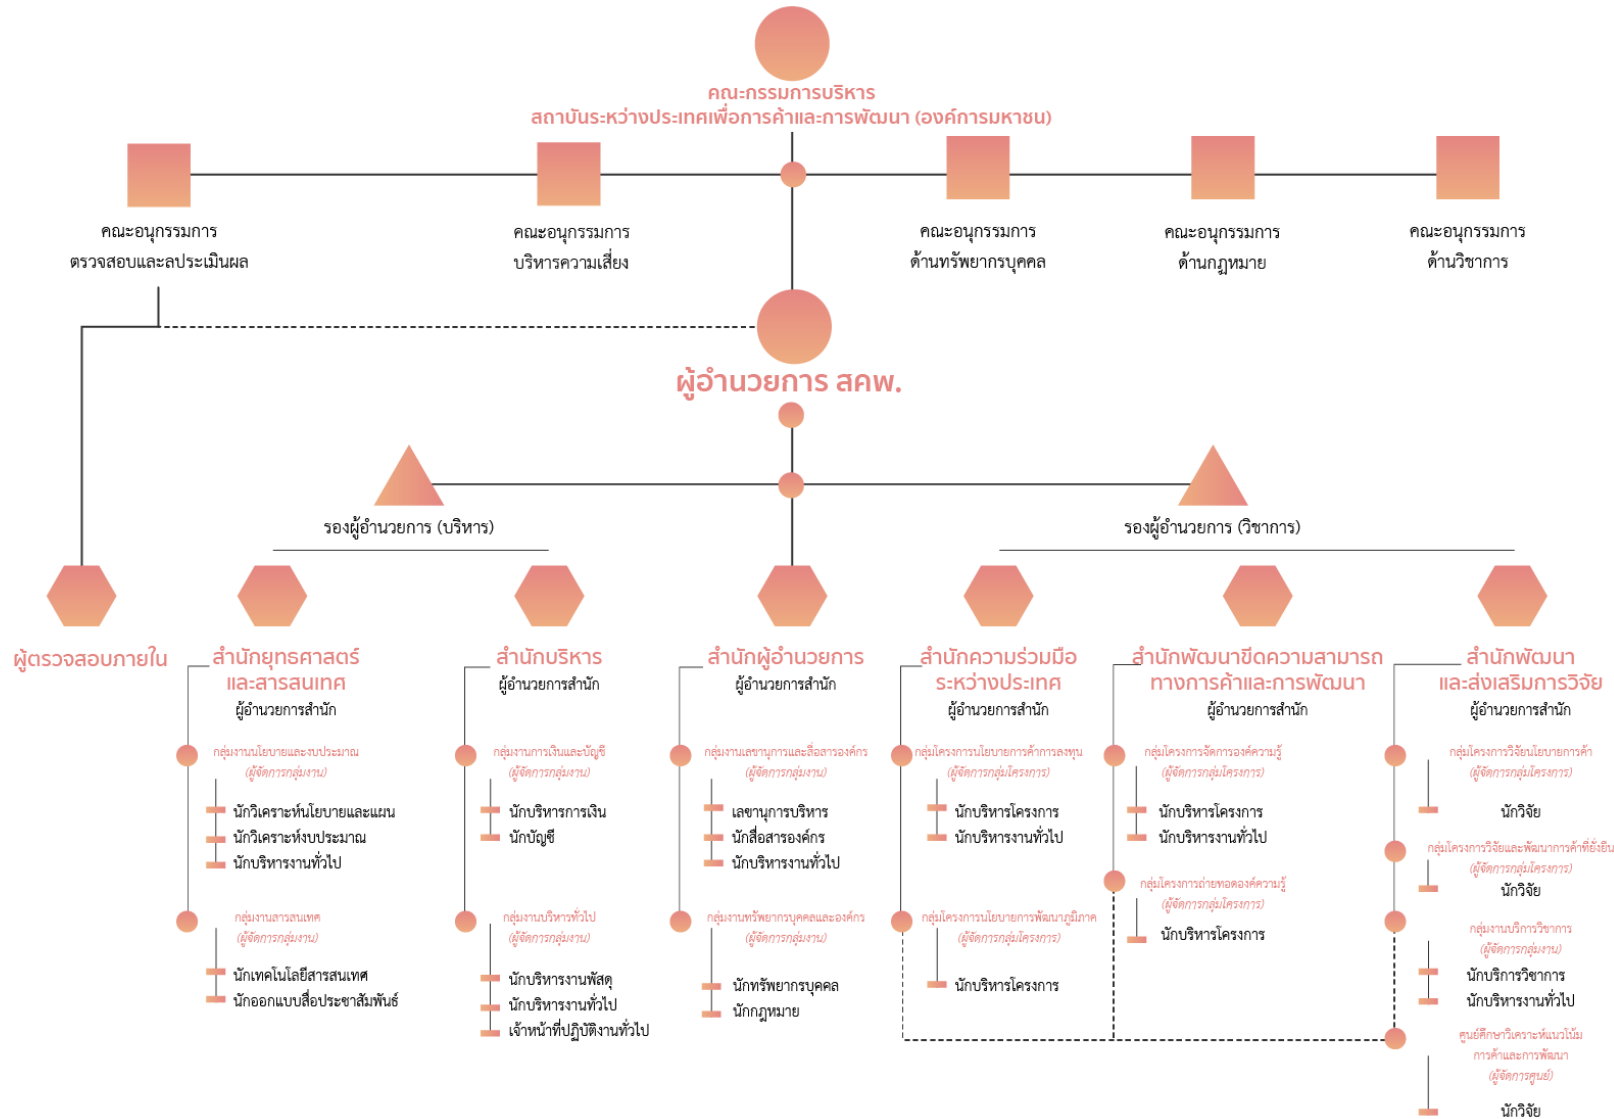 คณะกรรมการบริหาร
สถาบันระหว่างประเทศเพื่อการค้าและการพัฒนา (องค์การมหาชน)
คณะอนุกรรมการ
ตรวจสอบและลประเมินผล
คณะอนุกรรมการ
บริหารความเสี่ยง
คณะอนุกรรมการ
ด้านทรัพยากรบุคคล
คณะอนุกรรมการ
ด้านกฎหมาย
คณะอนุกรรมการ
ด้านวิชาการ
ผู้อำนวยการ สคพ.
รองผู้อำนวยการ (บริหาร)
รองผู้อำนวยการ (วิชาการ)
ผู้ตรวจสอบภายใน
สำนักยุทธศาสตร์
และสารสนเทศ
ผู้อำนวยการสำนัก
กลุ่มงานนโยบายและงบประมาณ
(ผู้จัดการกลุ่มงาน)
นักวิเคราะห์นโยบายและแผน
นักวิเคราะห์งบประมาณ
นักบริหารงานทั่วไป
กลุ่มงานสารสนเทศ
(ผู้จัดการกลุ่มงาน)
นักเทคโนโลยีสารสนเทศ
นักออกแบบสื่อประชาสัมพันธ์
สำนักบริหาร
ผู้อำนวยการสำนัก
กลุ่มงานการเงินและบัญชี
(ผู้จัดการกลุ่มงาน)
นักบริหารการเงิน
นักบัญชี
กลุ่มงานบริหารทั่วไป
(ผู้จัดการกลุ่มงาน)
นักบริหารงานพัสดุ
นักบริหารงานทั่วไป
เจ้าหน้าที่ปฏิบัติงานทั่วไป
สำนักผู้อำนวยการ
ผู้อำนวยการสำนัก
กลุ่มงานเลขานุการและสื่อสารองค์กร
(ผู้จัดการกลุ่มงาน)
เลขานุการบริหาร
นักสื่อสารองค์กร
นักบริหารงานทั่วไป
กลุ่มงานทรัพยากรบุคคลและองค์กร
(ผู้จัดการกลุ่มงาน)
นักทรัพยากรบุคคล
นักกฎหมาย
สำนักความร่วมมือ
ระหว่างประเทศ
ผู้อำนวยการสำนัก
กลุ่มโครงการนโยบายการค้าการลงทุน
(ผู้จัดการกลุ่มโครงการ)
นักบริหารโครงการ
นักบริหารงานทั่วไป
กลุ่มโครงการนโยบายการพัฒนาภูมิภาค
(ผู้จัดการกลุ่มโครงการ)
นักบริหารโครงการ
สำนักพัฒนาขีดความสามารถ
ทางการค้าและการพัฒนา
ผู้อำนวยการสำนัก
กลุ่มโครงการจัดการองค์ความรู้
(ผู้จัดการกลุ่มโครงการ)
นักบริหารโครงการ
นักบริหารงานทั่วไป
กลุ่มโครงการถ่ายทอดองค์ความรู้
(ผู้จัดการกลุ่มโครงการ)
นักบริหารโครงการ
สำนักพัฒนา
และส่งเสริมการวิจัย
ผู้อำนวยการสำนัก
กลุ่มโครงการวิจัยนโยบายการค้า
(ผู้จัดการกลุ่มโครงการ)
นักวิจัย
กลุ่มโครงการวิจัยและพัฒนาการค้าที่ยั่งยืน
(ผู้จัดการกลุ่มโครงการ)
นักวิจัย
กลุ่มงานบริการวิชาการ
(ผู้จัดการกลุ่มงาน)
นักบริการวิชาการ
นักบริหารงานทั่วไป
ศูนย์ศึกษาวิเคราะห์แนวโน้ม
การค้าและการพัฒนา
(ผู้จัดการศูนย์)
นักวิจัย